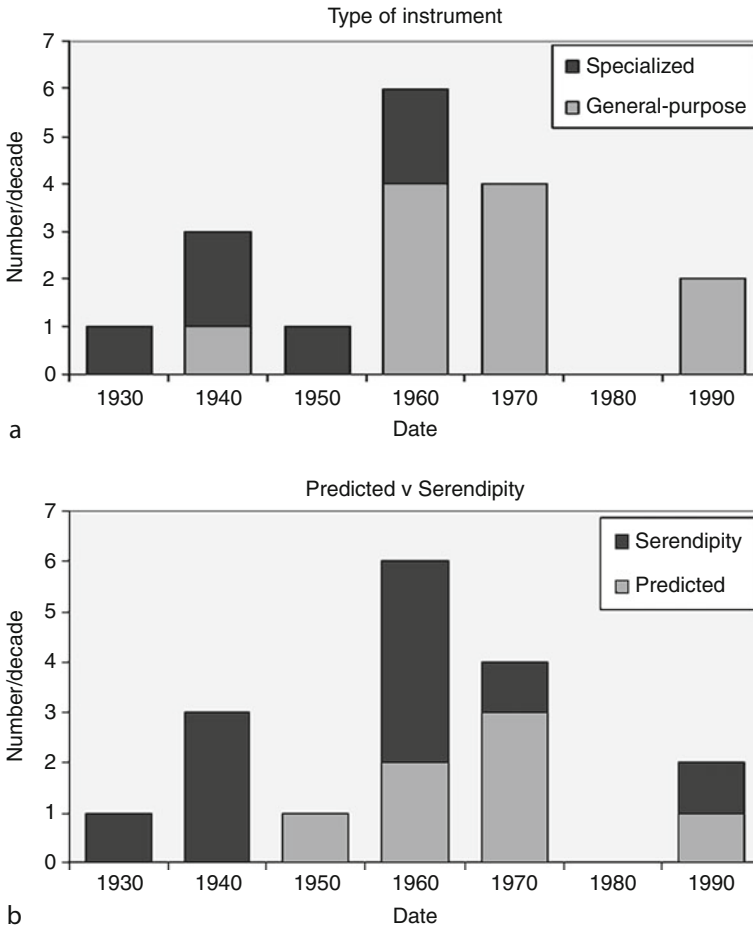 Type of instrument
7
6
5
4
3
2
1
0
Number/decade
Specialized
General-purpose
1930 1940 1950 1960 1970 1980 1990
Date
a
Predicted v Serendipity
7
6
5
4
3
2
1
0
Number/decade
Serendipity
Predicted
1930 1940 1950 1960 1970 1980 1990
Date
b